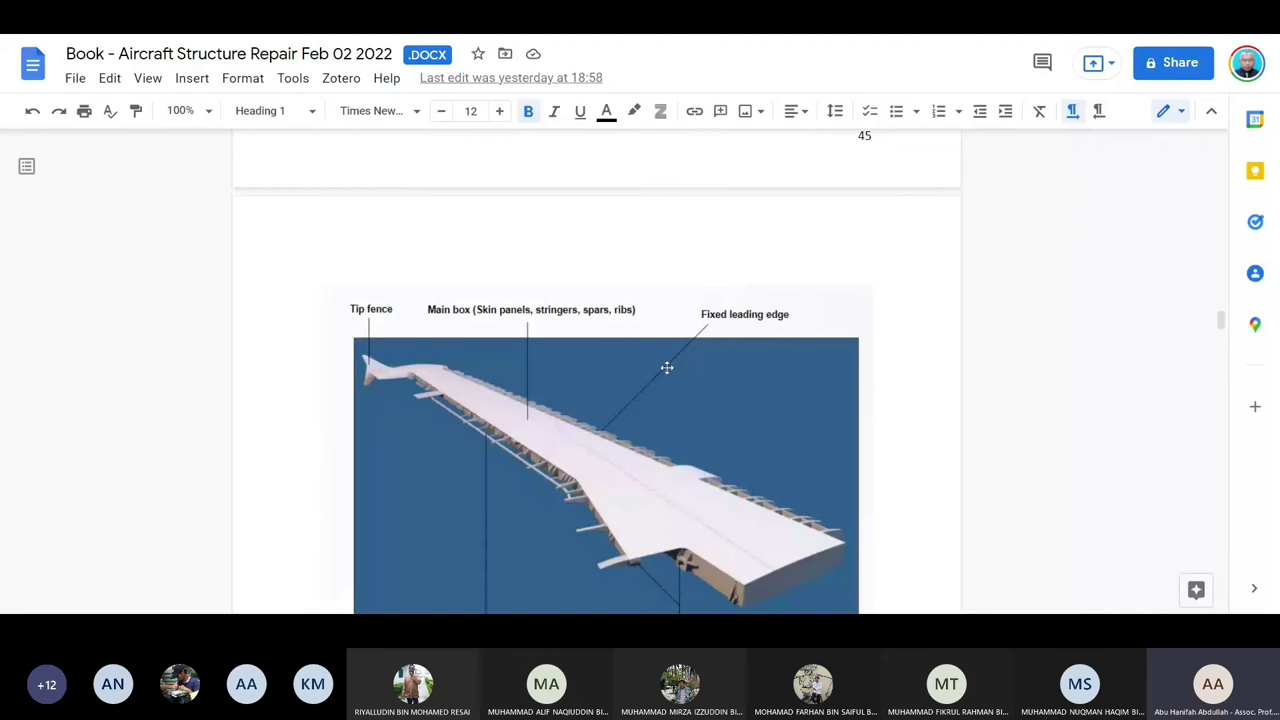 Book - Aircraft Structure Repair Feb 02 2022 .DOCX
Share
File Edit View Insert Format Tools Zotero Help Last edit was yesterday at 18:58
100% Heading 1 Times New... 12 B I U A
31
45
Tip fence
Main box (Skin panels, stringers, spars, ribs)
Fixed leading edge
+12
AN
AA
KM
MA
MT
MS
AA
RIYALLUDIN BIN MOHAMED RESAI
MUHAMMAD ALIF NAQIUDDIN BI...
MUHAMMAD MIRZA IZZUDDIN BI...
MOHAMAD FARHAN BIN SAIFUL B...
MUHAMMAD FIKRUL RAHMAN BI...
MUHAMMAD NUQMAN HAQIM BI...
Abu Hanifah Abdullah - Assoc. Prof...